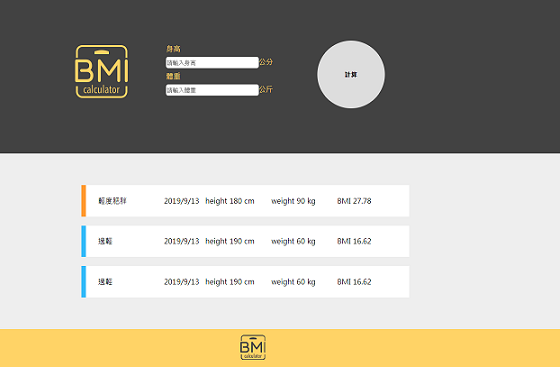 BMI
calculator
身高
請輸入身高 公分
體重
請輸入體重 公斤
計算
輕度肥胖 2019/9/13 height 180 cm weight 90 kg BMI 27.78
過輕 2019/9/13 height 190 cm weight 60 kg BMI 16.62
過輕 2019/9/13 height 190 cm weight 60 kg BMI 16.62
BMI
calculator